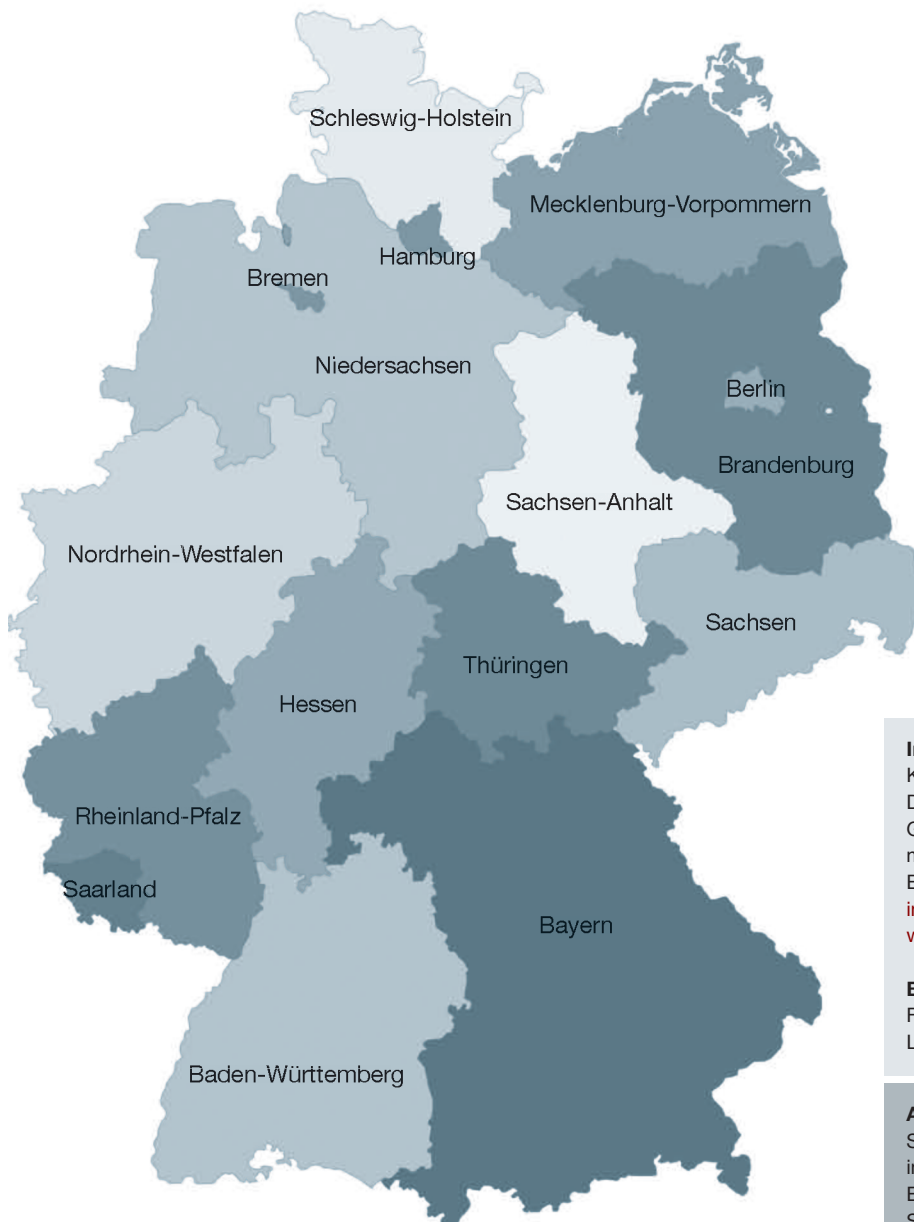 Schleswig-Holstein
Mecklenburg-Vorpommern
Hamburg
Bremen
Niedersachsen
Berlin
Brandenburg
Sachsen-Anhalt
Nordrhein-Westfalen
Sachsen
Thüringen
Hessen
Rheinland-Pfalz
Saarland
Bayern
Baden-Württemberg